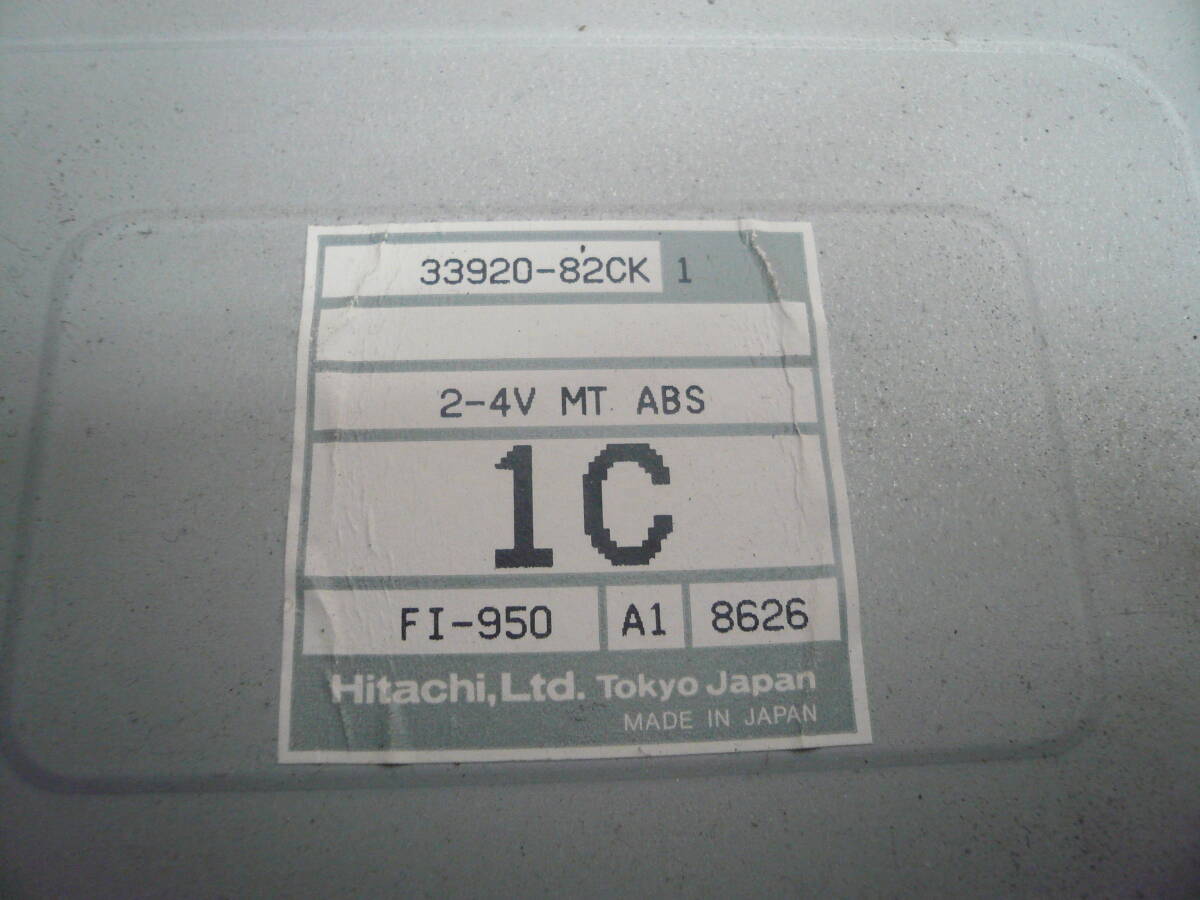 33920-82CK 1
2-4V MT ABS
1C
FI-950 A1 8626
Hitachi,Ltd. Tokyo Japan
MADE IN JAPAN